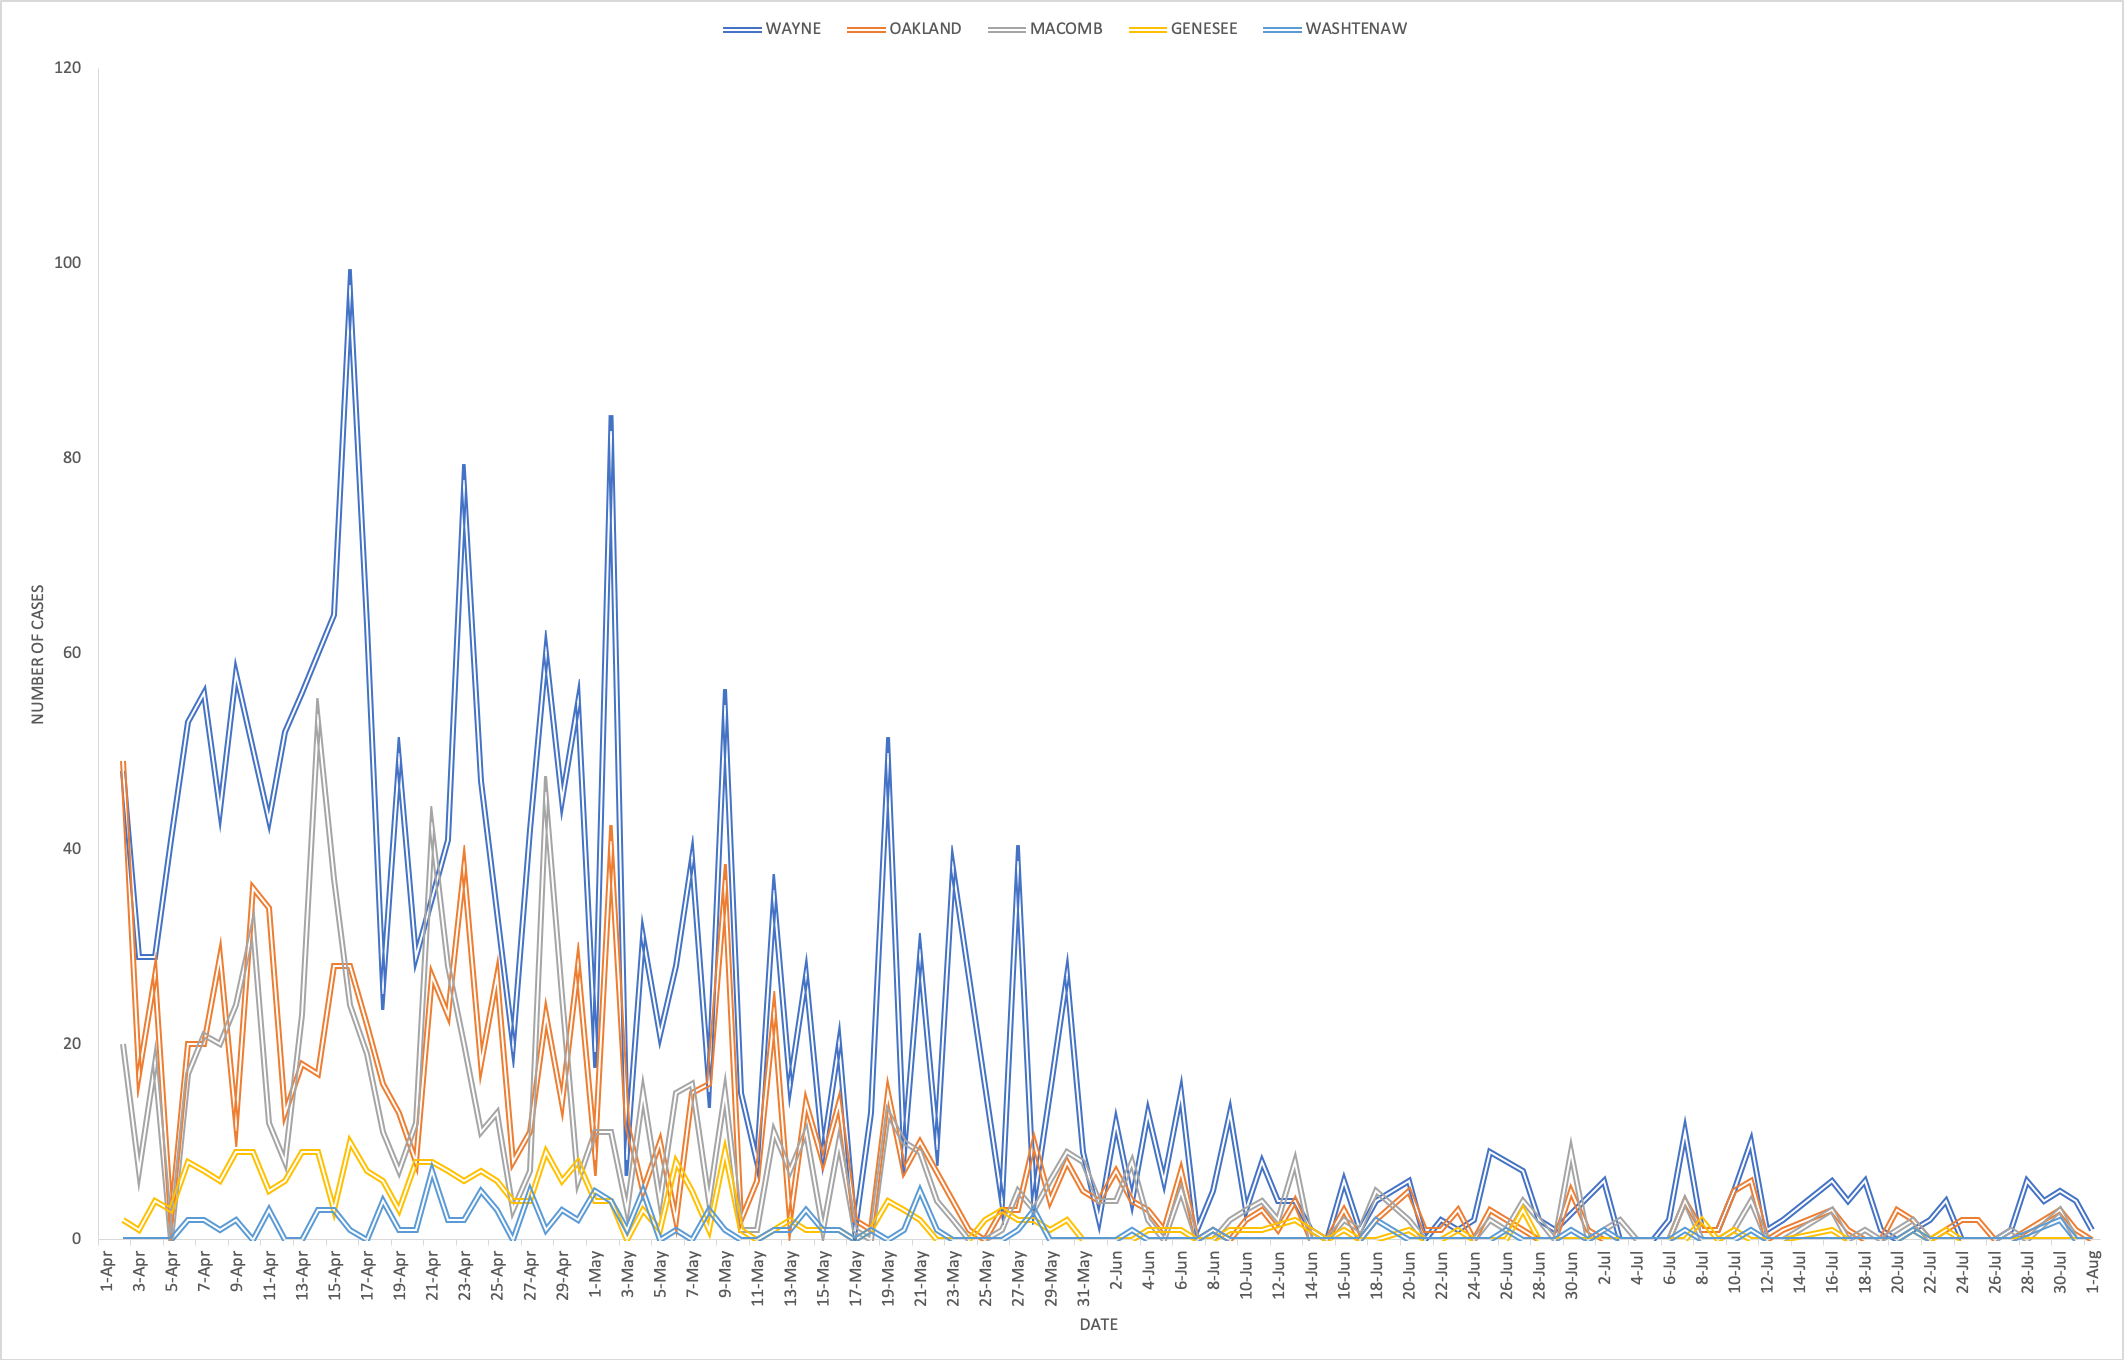 WAYNE OAKLAND MACOMB GENESEE WASHTENAW
120
100
80
60
40
20
0
NUMBER OF CASES
1-Apr 3-Apr 5-Apr 7-Apr 9-Apr 11-Apr 13-Apr 15-Apr 17-Apr 19-Apr 21-Apr 23-Apr 25-Apr 27-Apr 29-Apr 1-May 3-May 5-May 7-May 9-May 11-May 13-May 15-May 17-May 19-May 21-May 23-May 25-May 27-May 29-May 31-May 2-Jun 4-Jun 6-Jun 8-Jun 10-Jun 12-Jun 14-Jun 16-Jun 18-Jun 20-Jun 22-Jun 24-Jun 26-Jun 28-Jun 30-Jun 2-Jul 4-Jul 6-Jul 8-Jul 10-Jul 12-Jul 14-Jul 16-Jul 18-Jul 20-Jul 22-Jul 24-Jul 26-Jul 28-Jul 30-Jul 1-Aug
DATE